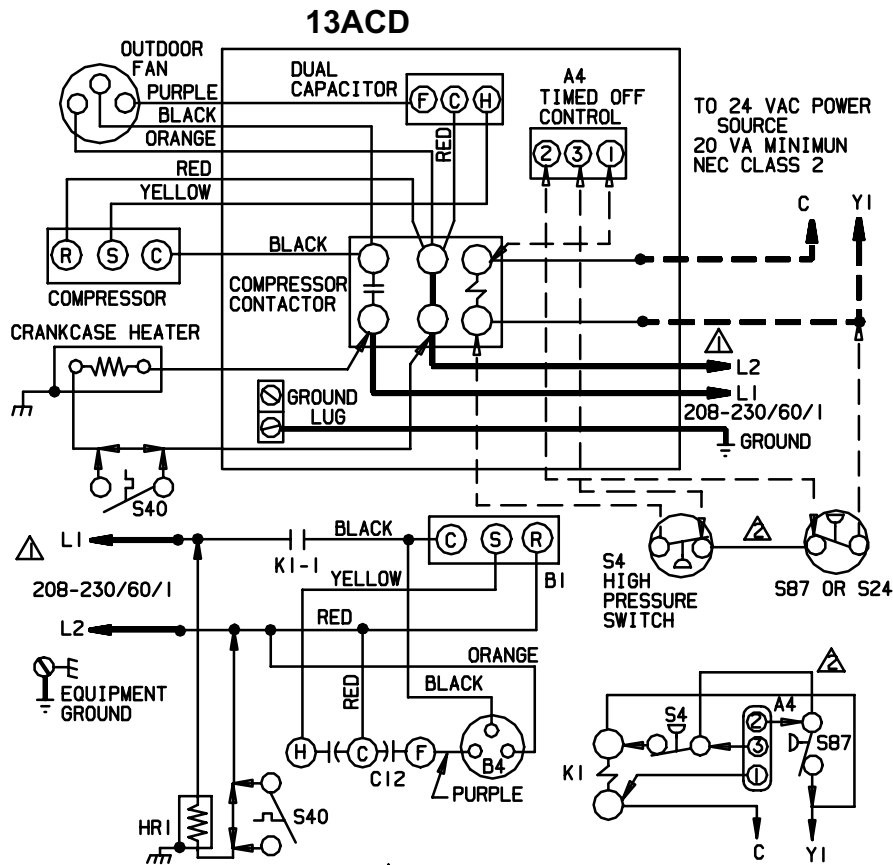 13ACD
OUTDOOR
FAN
PURPLE
BLACK
ORANGE
RED
YELLOW
DUAL
CAPACITOR
F C H
RED
A4
TIMED OFF
CONTROL
2 3 1
TO 24 VAC POWER
SOURCE
20 VA MINIMUN
NEC CLASS 2
C Y1
R S C
BLACK
COMPRESSOR
COMPRESSOR
CONTACTOR
CRANKCASE HEATER
1
L2
L1
208-230/60/1
GROUND
LUG
GROUND
S40
1
L1
BLACK
K1-1
C S R
B1
YELLOW
208-230/60/1
RED
L2
ORANGE
RED
BLACK
EQUIPMENT
GROUND
H C F
C12
B4
PURPLE
HR1
S40
S4
HIGH
PRESSURE
SWITCH
2
S87 OR S24
2
S4
A4
2
3
1
S87
K1
C Y1